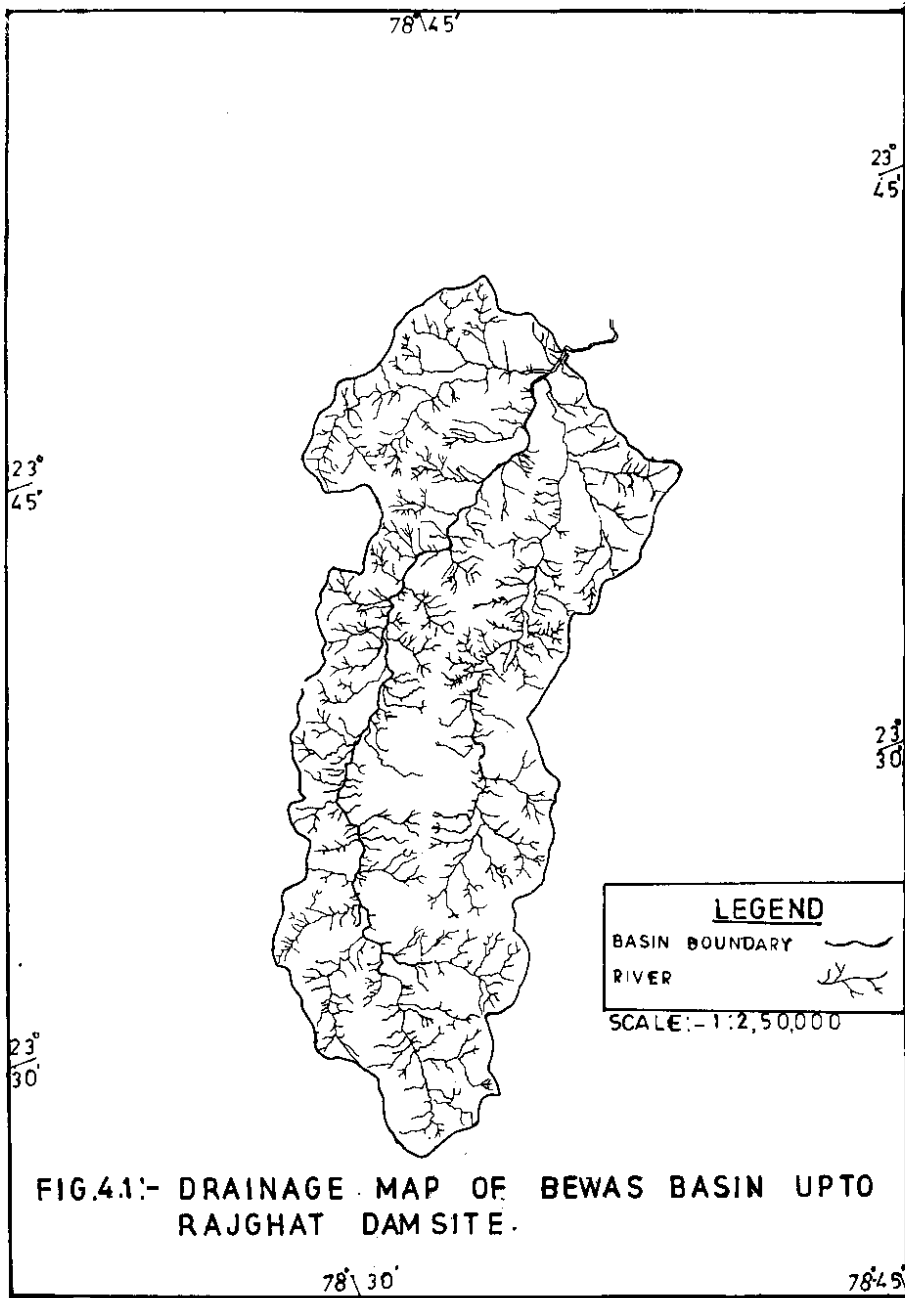 78° 45'
23°
45'
23°
45'
23°
30'
LEGEND
BASIN BOUNDARY
RIVER
SCALE:- 1:2,50,000
23°
30'
FIG.4.1:- DRAINAGE MAP OF BEWAS BASIN UPTO
RAJGHAT DAM SITE.
78° 30'
78° 45'